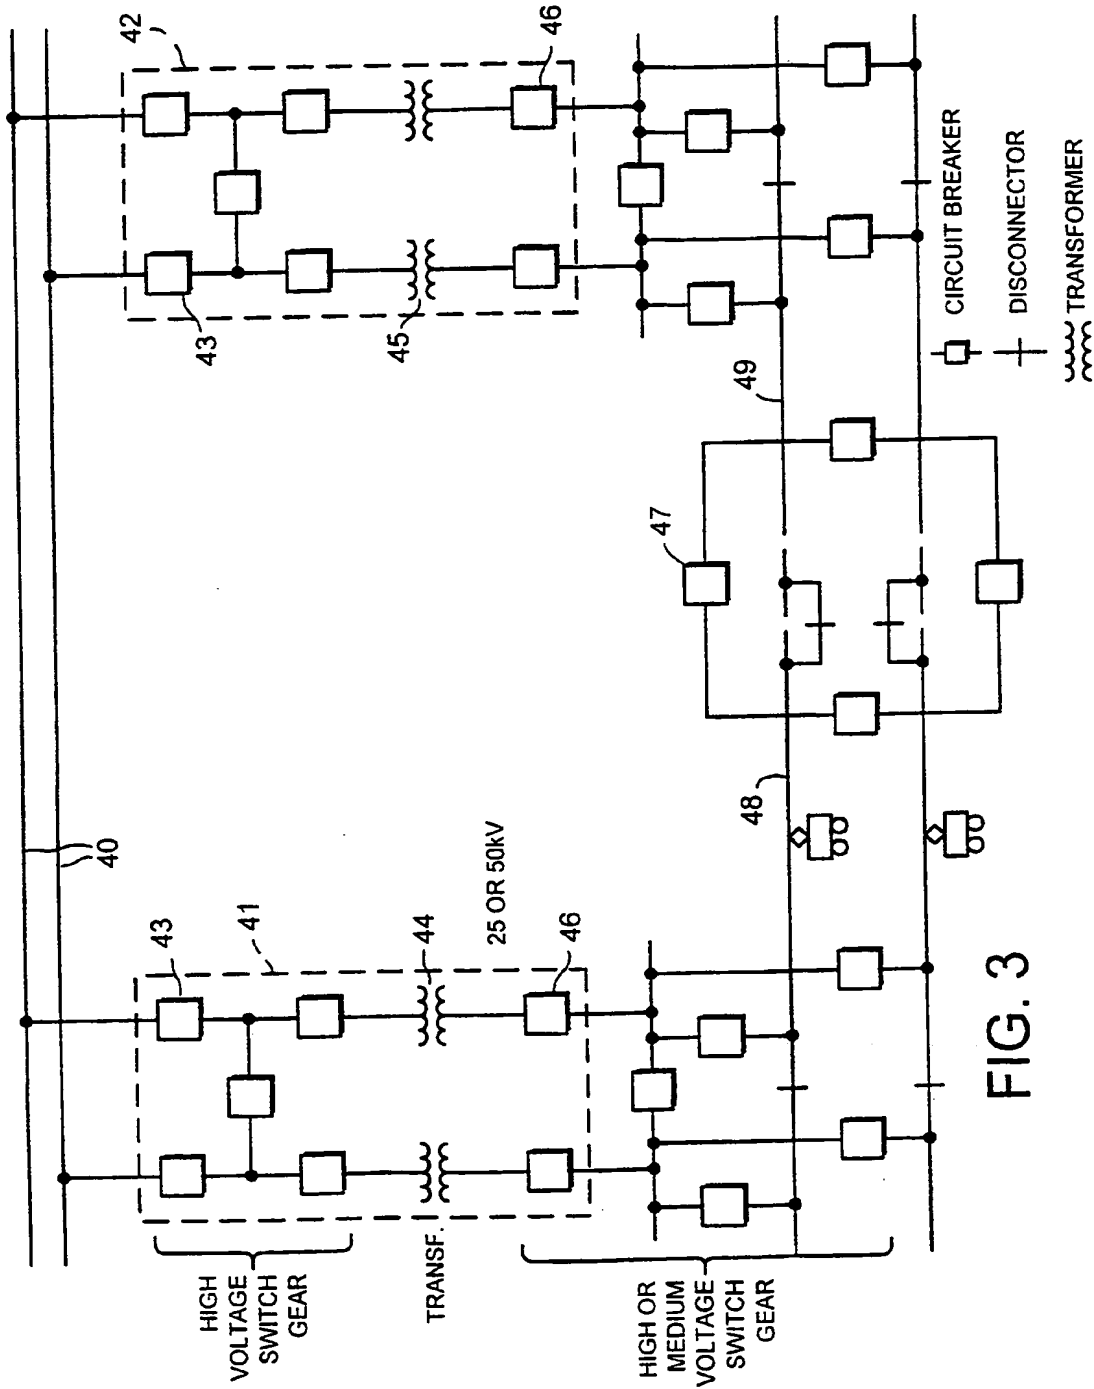 42
46
43
45
49
47
40
48
43
41
44
25 OR 50kV
46
HIGH
VOLTAGE
SWITCH
GEAR
TRANSF.
HIGH OR
MEDIUM
VOLTAGE
SWITCH
GEAR
CIRCUIT BREAKER
DISCONNECTOR
TRANSFORMER
FIG. 3